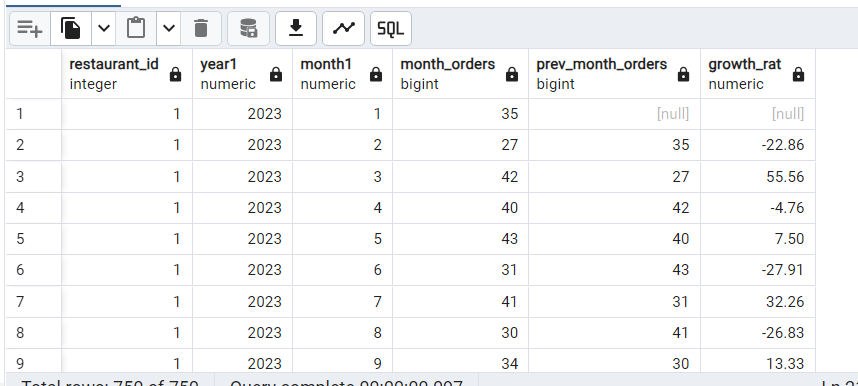 SQL
restaurant_id year1 month1 month_orders prev_month_orders growth_rat
integer numeric numeric bigint bigint numeric
1 1 2023 1 35 [null] [null]
2 1 2023 2 27 35 -22.86
3 1 2023 3 42 27 55.56
4 1 2023 4 40 42 -4.76
5 1 2023 5 43 40 7.50
6 1 2023 6 31 43 -27.91
7 1 2023 7 41 31 32.26
8 1 2023 8 30 41 -26.83
9 1 2023 9 34 30 13.33
Total rows: 750 of 750 Query complete 00:00:00.097